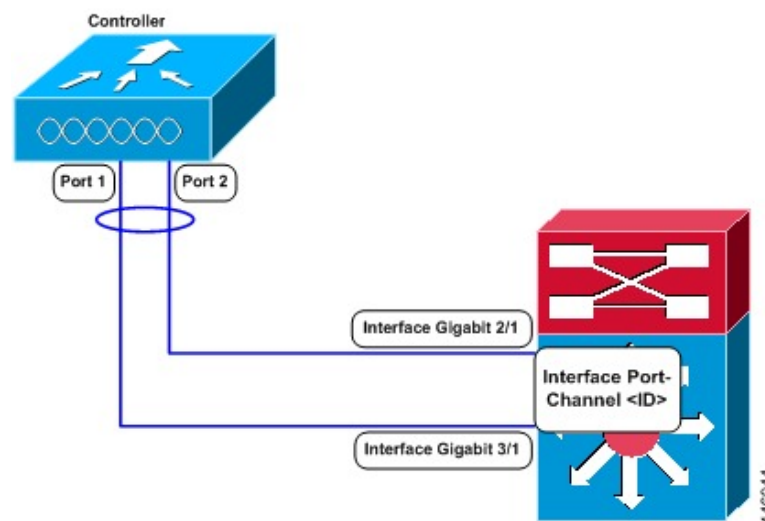 Controller
Port 1
Port 2
Interface Gigabit 2/1
Interface Port-
Channel <ID>
Interface Gigabit 3/1